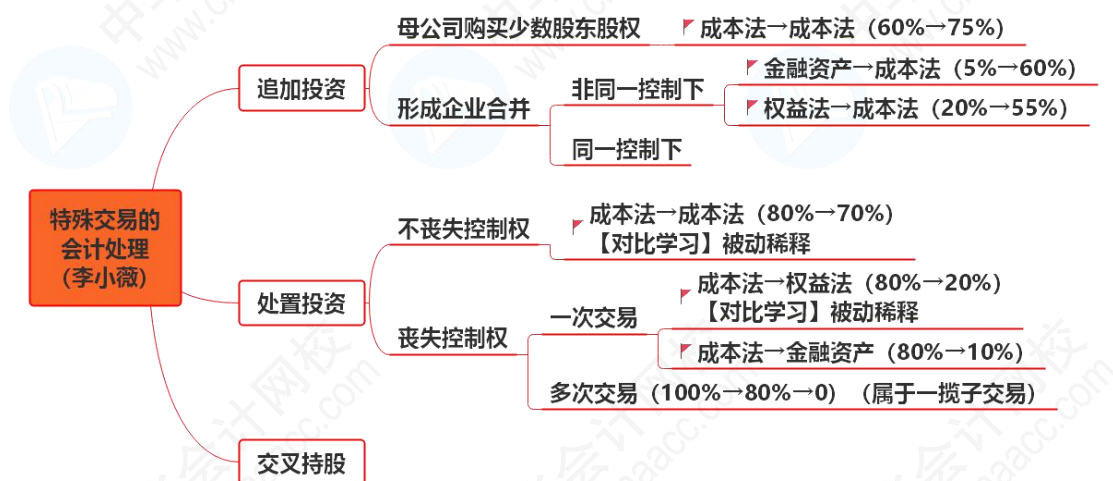 母公司购买少数股东股权
成本法→成本法（60%→75%）
追加投资
形成企业合并
非同一控制下
金融资产→成本法（5%→60%）
权益法→成本法（20%→55%）
同一控制下
特殊交易的
会计处理
（李小薇）
处置投资
不丧失控制权
成本法→成本法（80%→70%）
【对比学习】被动稀释
丧失控制权
一次交易
成本法→权益法（80%→20%）
【对比学习】被动稀释
成本法→金融资产（80%→10%）
多次交易（100%→80%→0）（属于一揽子交易）
交叉持股